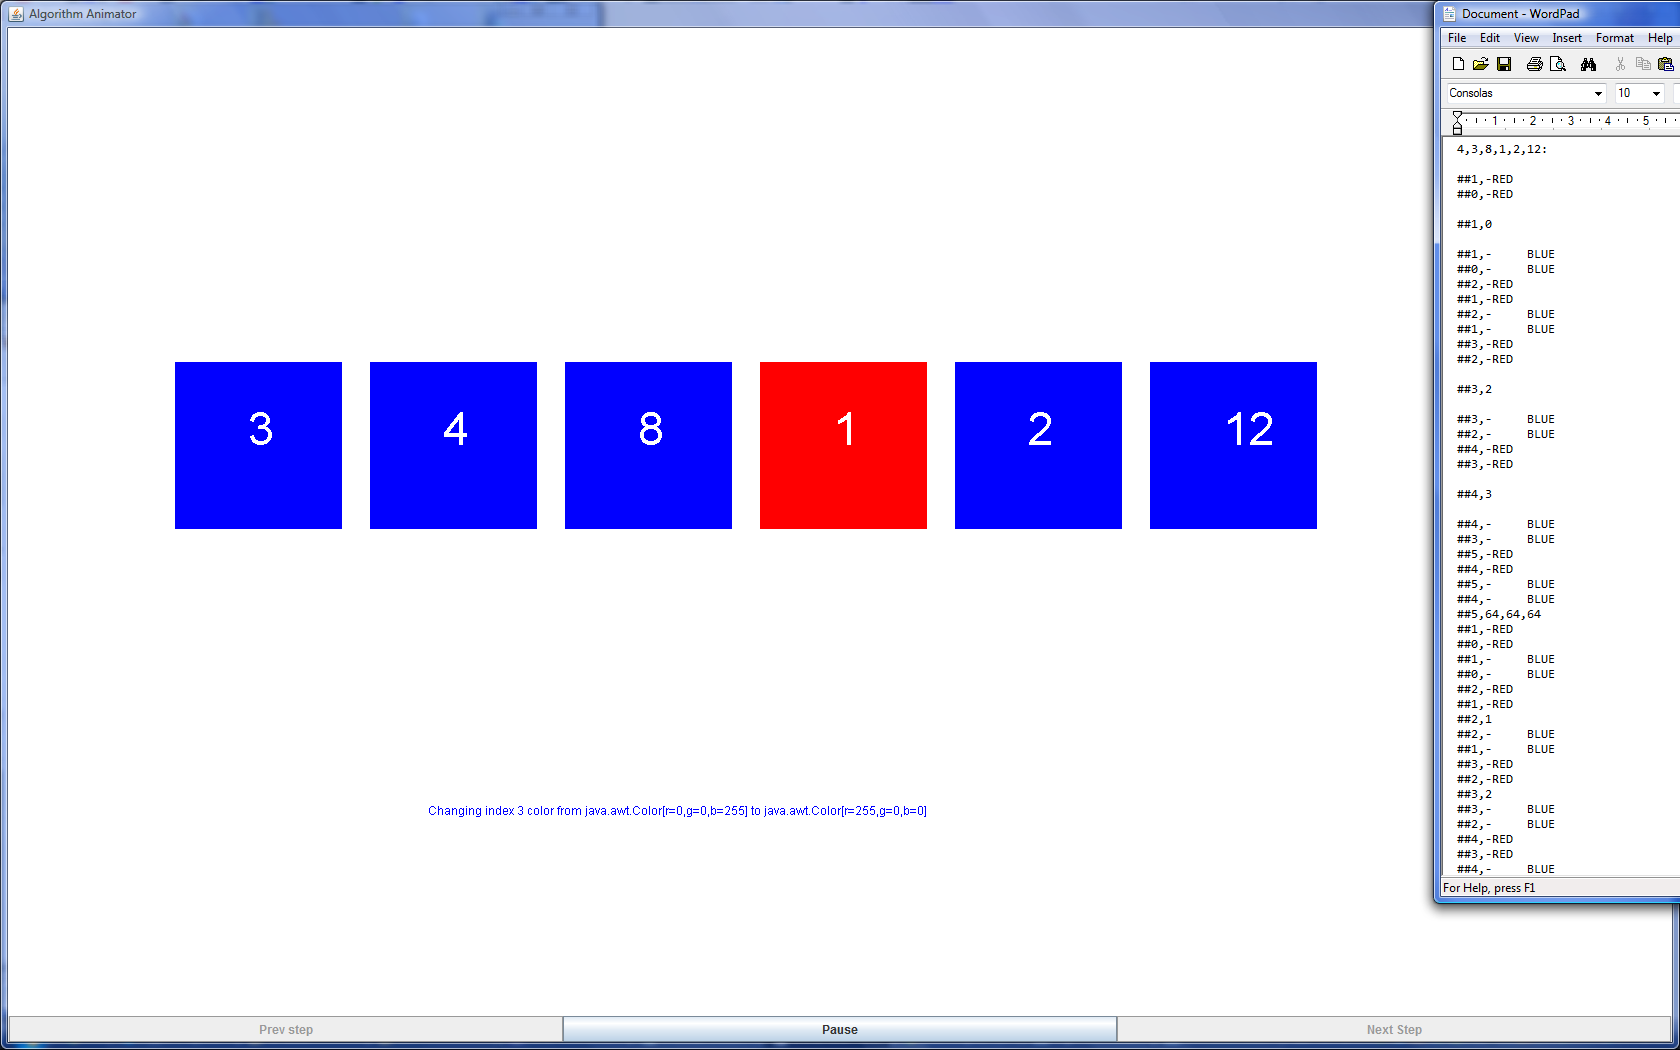 Algorithm Animator
3 4 8 1 2 12
Changing index 3 color from java.awt.Color[r=0,g=0,b=255] to java.awt.Color[r=255,g=0,b=0]
Prev step Pause Next Step
Document - WordPad
File Edit View Insert Format Help
Consolas 10
1 2 3 4 5
4,3,8,1,2,12:
##1,-RED
##0,-RED
##1,0
##1,- BLUE
##0,- BLUE
##2,-RED
##1,-RED
##2,- BLUE
##1,- BLUE
##3,-RED
##2,-RED
##3,2
##3,- BLUE
##2,- BLUE
##4,-RED
##3,-RED
##4,3
##4,- BLUE
##3,- BLUE
##5,-RED
##4,-RED
##5,- BLUE
##4,- BLUE
##5,64,64,64
##1,-RED
##0,-RED
##1,- BLUE
##0,- BLUE
##2,-RED
##1,-RED
##2,1
##2,- BLUE
##1,- BLUE
##3,-RED
##2,-RED
##3,2
##3,- BLUE
##2,- BLUE
##4,-RED
##3,-RED
##4,- BLUE
For Help, press F1